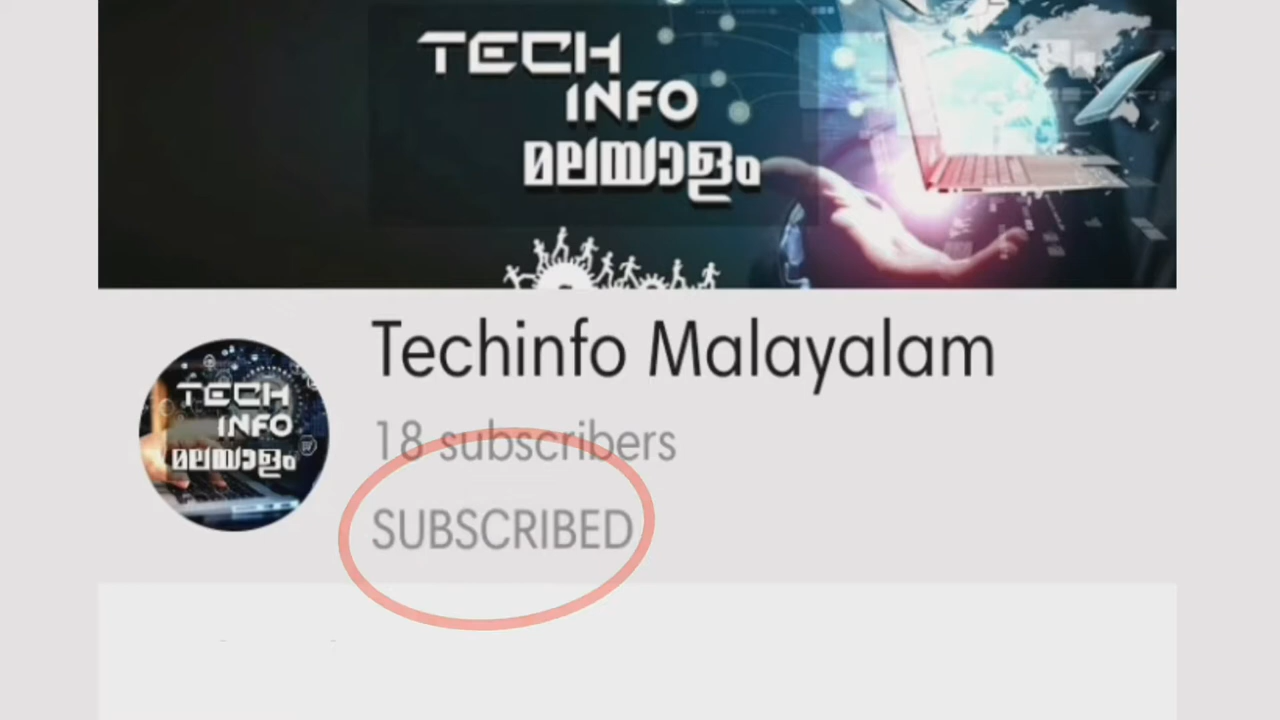 TECH
INFO
മലയാളം
Techinfo Malayalam
18 subscribers
SUBSCRIBED
TECH
INFO
മലയാളം